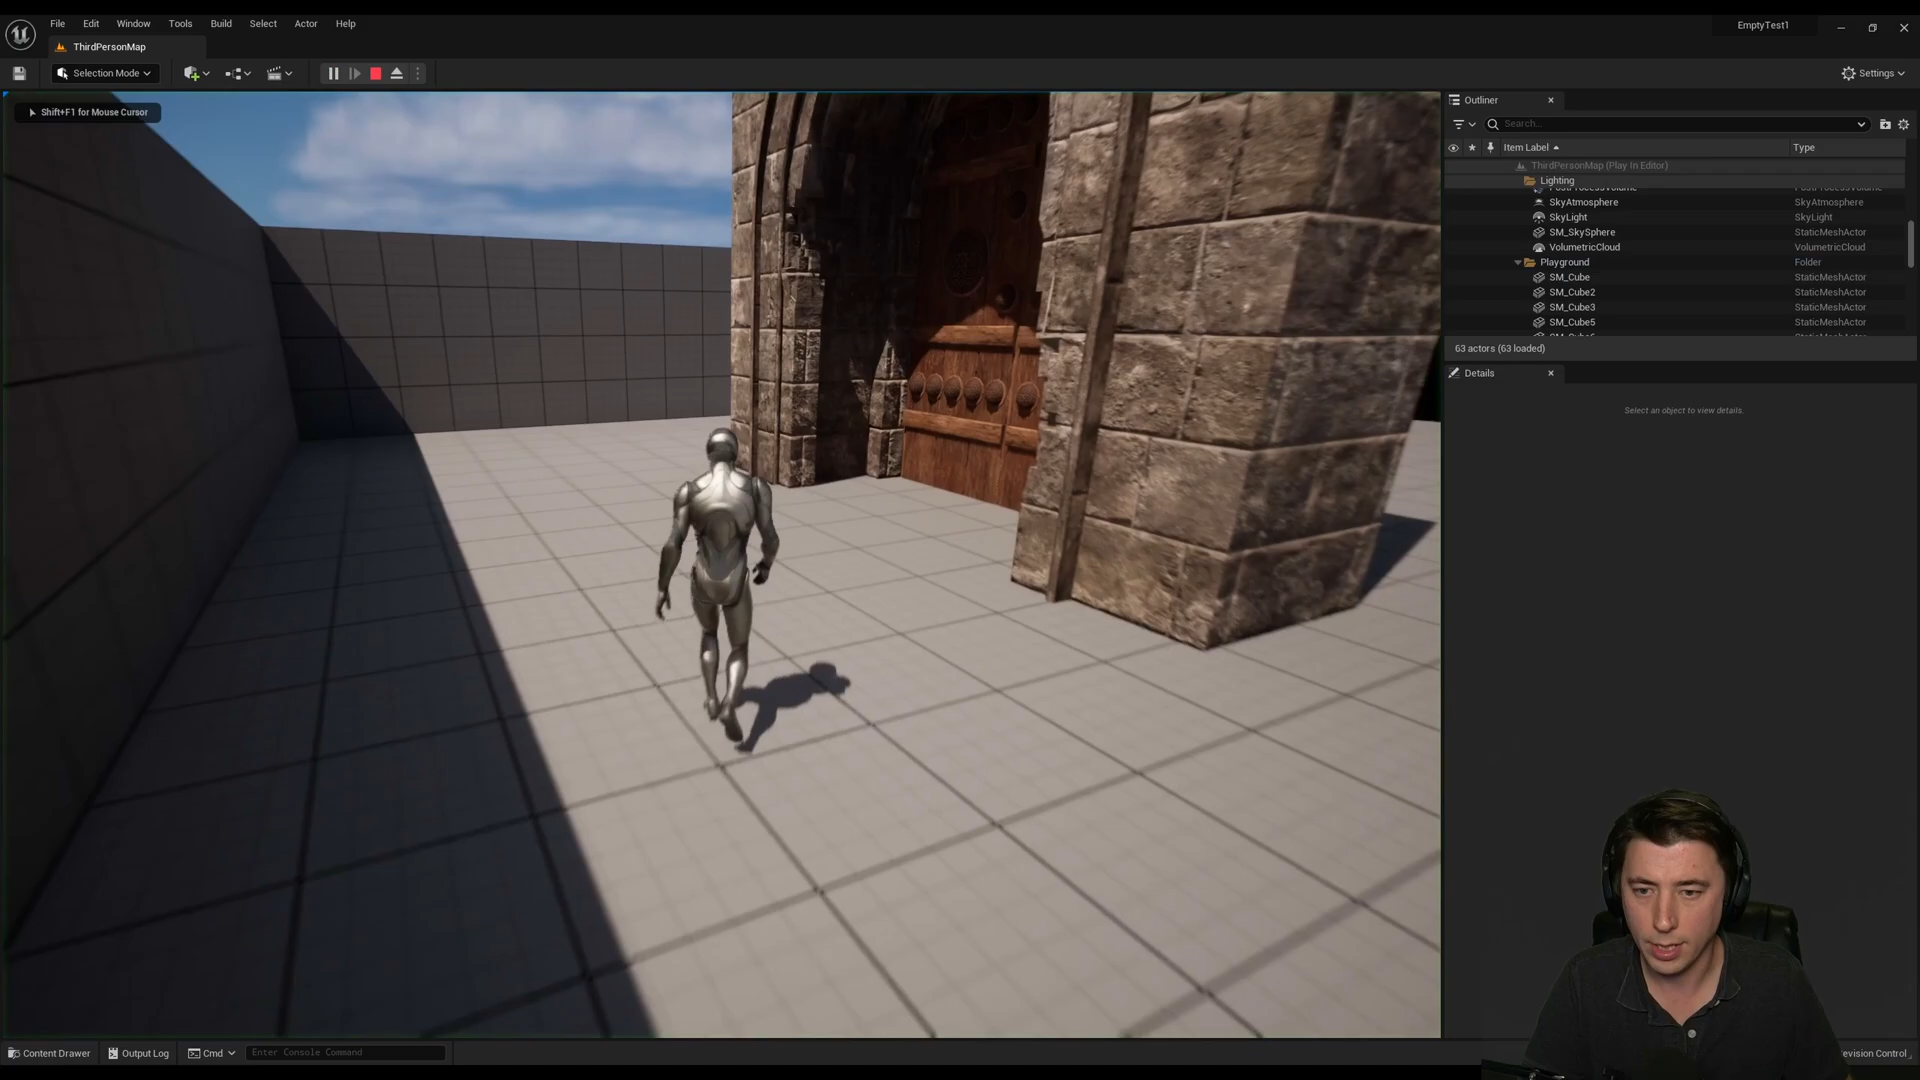 File Edit Window Tools Build Select Actor Help
EmptyTest1
ThirdPersonMap
Selection Mode
Settings
Shift+F1 for Mouse Cursor
Outliner
Search...
Item Label Type
ThirdPersonMap (Play In Editor)
Lighting
SkyAtmosphere SkyAtmosphere
SkyLight SkyLight
SM_SkySphere StaticMeshActor
VolumetricCloud VolumetricCloud
Playground Folder
SM_Cube StaticMeshActor
SM_Cube2 StaticMeshActor
SM_Cube3 StaticMeshActor
SM_Cube5 StaticMeshActor
63 actors (63 loaded)
Details
Select an object to view details.
Content Drawer Output Log Cmd Enter Console Command
evision Control